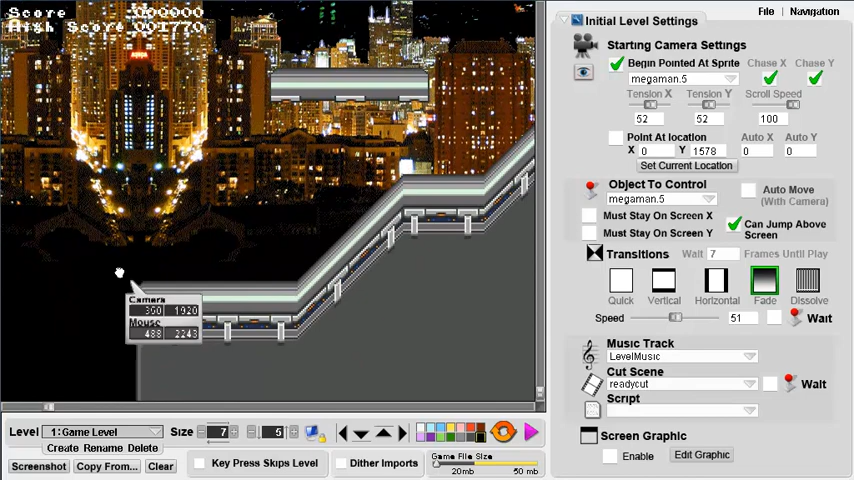 Score 000000
High Score 001770
Camera
360 1920
Mouse
488 2243
Level 1:Game Level Size 7 5
Create Rename Delete
Screenshot Copy From... Clear Key Press Skips Level Dither Imports
Game File Size
20mb 50 mb
File Navigation
Initial Level Settings
Starting Camera Settings
Begin Pointed At Sprite Chase X Chase Y
megaman.5
Tension X Tension Y Scroll Speed
52 52 100
Point At location Auto X Auto Y
X 0 Y 1578 0 0
Set Current Location
Object To Control
megaman.5
Auto Move
(With Camera)
Must Stay On Screen X
Must Stay On Screen Y
Can Jump Above
Screen
Transitions Wait 7 Frames Until Play
Quick Vertical Horizontal Fade Dissolve
Speed 51 Wait
Music Track
LevelMusic
Cut Scene
readycut Wait
Script
Screen Graphic
Enable Edit Graphic